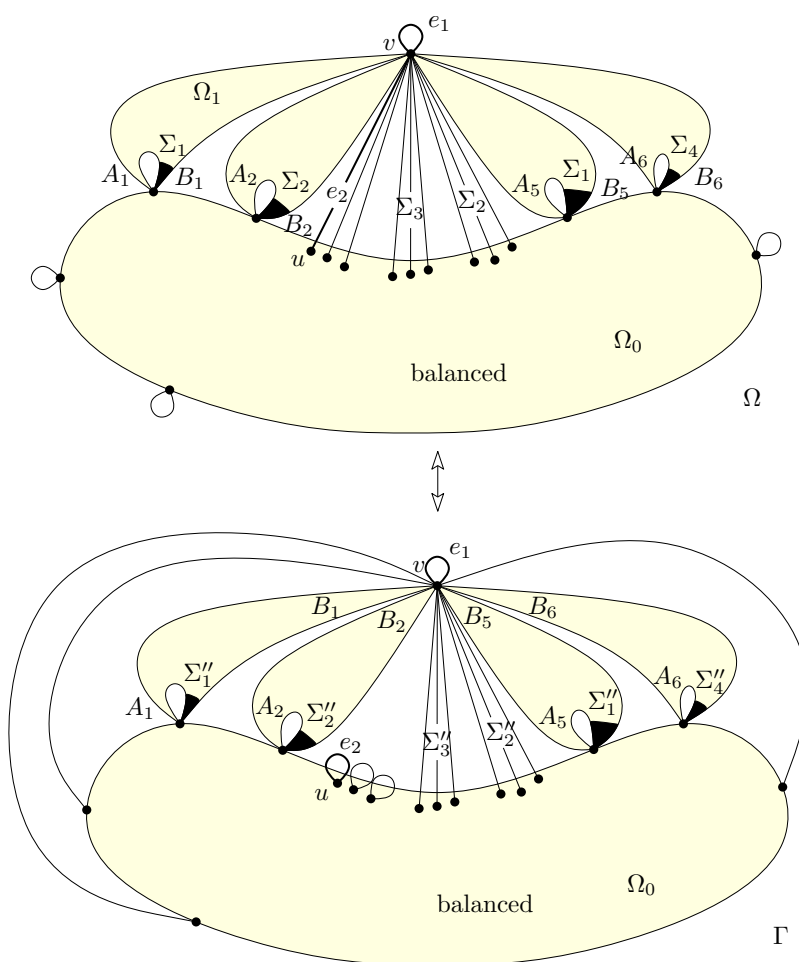 e₁
v
Ω₁
A₁ Σ₁ B₁ A₂ Σ₂ B₂ e₂ Σ₃ Σ₂ A₅ Σ₁ B₅ A₆ Σ₄ B₆
u
Ω₀
balanced
Ω
e₁
v
B₁ B₂ B₅ B₆
A₁ Σ₁″ A₂ Σ₂″ e₂ Σ₃″ Σ₂″ A₅ Σ₁″ A₆ Σ₄″
u
Ω₀
balanced
Γ